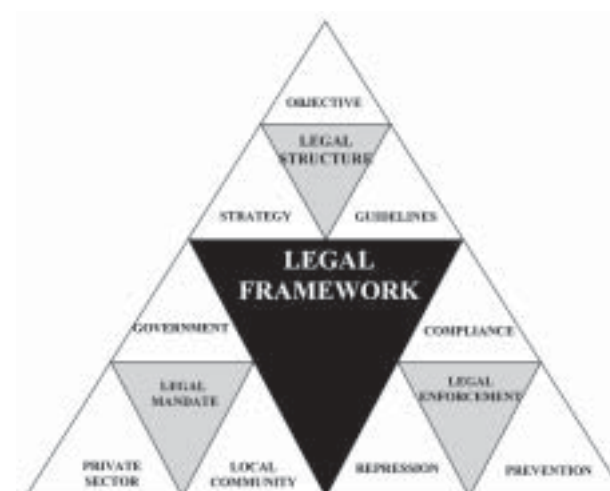 OBJECTIVE
LEGAL
STRUCTURE
STRATEGY
GUIDELINES
LEGAL
FRAMEWORK
GOVERNMENT
COMPLIANCE
LEGAL
MANDATE
LEGAL
ENFORCEMENT
PRIVATE
SECTOR
LOCAL
COMMUNITY
REPRESSION
PREVENTION